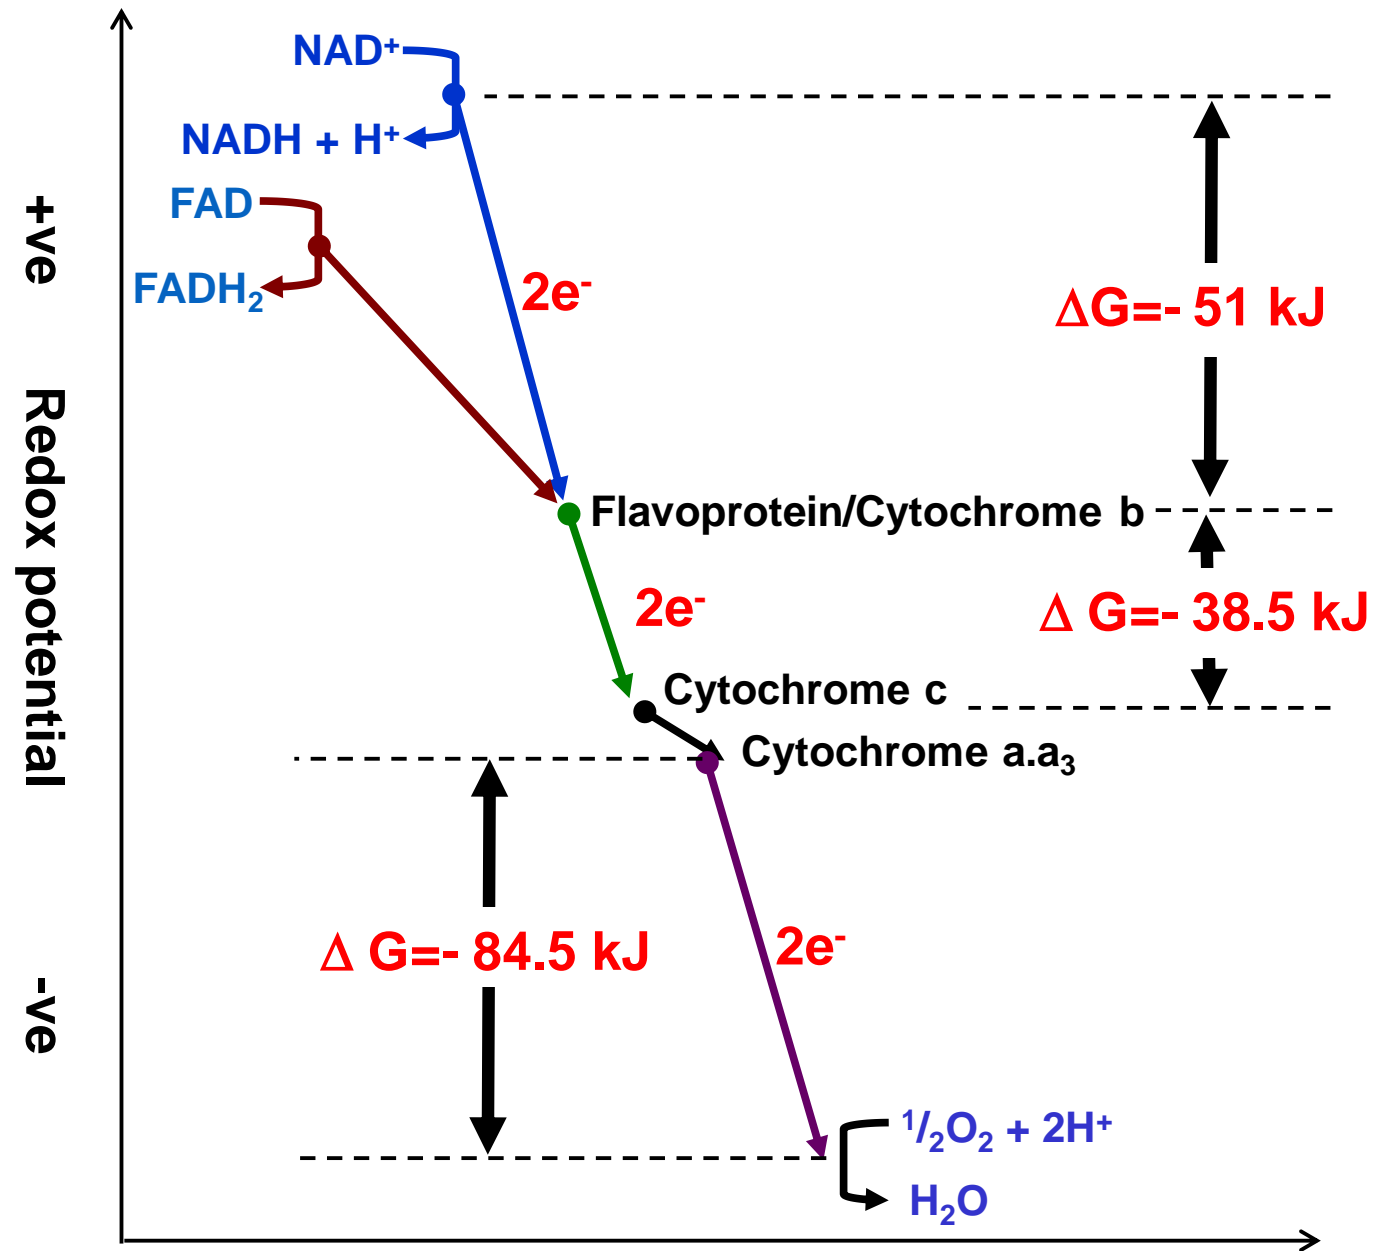 NAD⁺
NADH + H⁺
FAD
FADH₂
+ve
Redox potential
-ve
2e⁻
ΔG=- 51 kJ
Flavoprotein/Cytochrome b
2e⁻
Δ G=- 38.5 kJ
Cytochrome c
Cytochrome a.a₃
Δ G=- 84.5 kJ
2e⁻
¹/₂O₂ + 2H⁺
H₂O